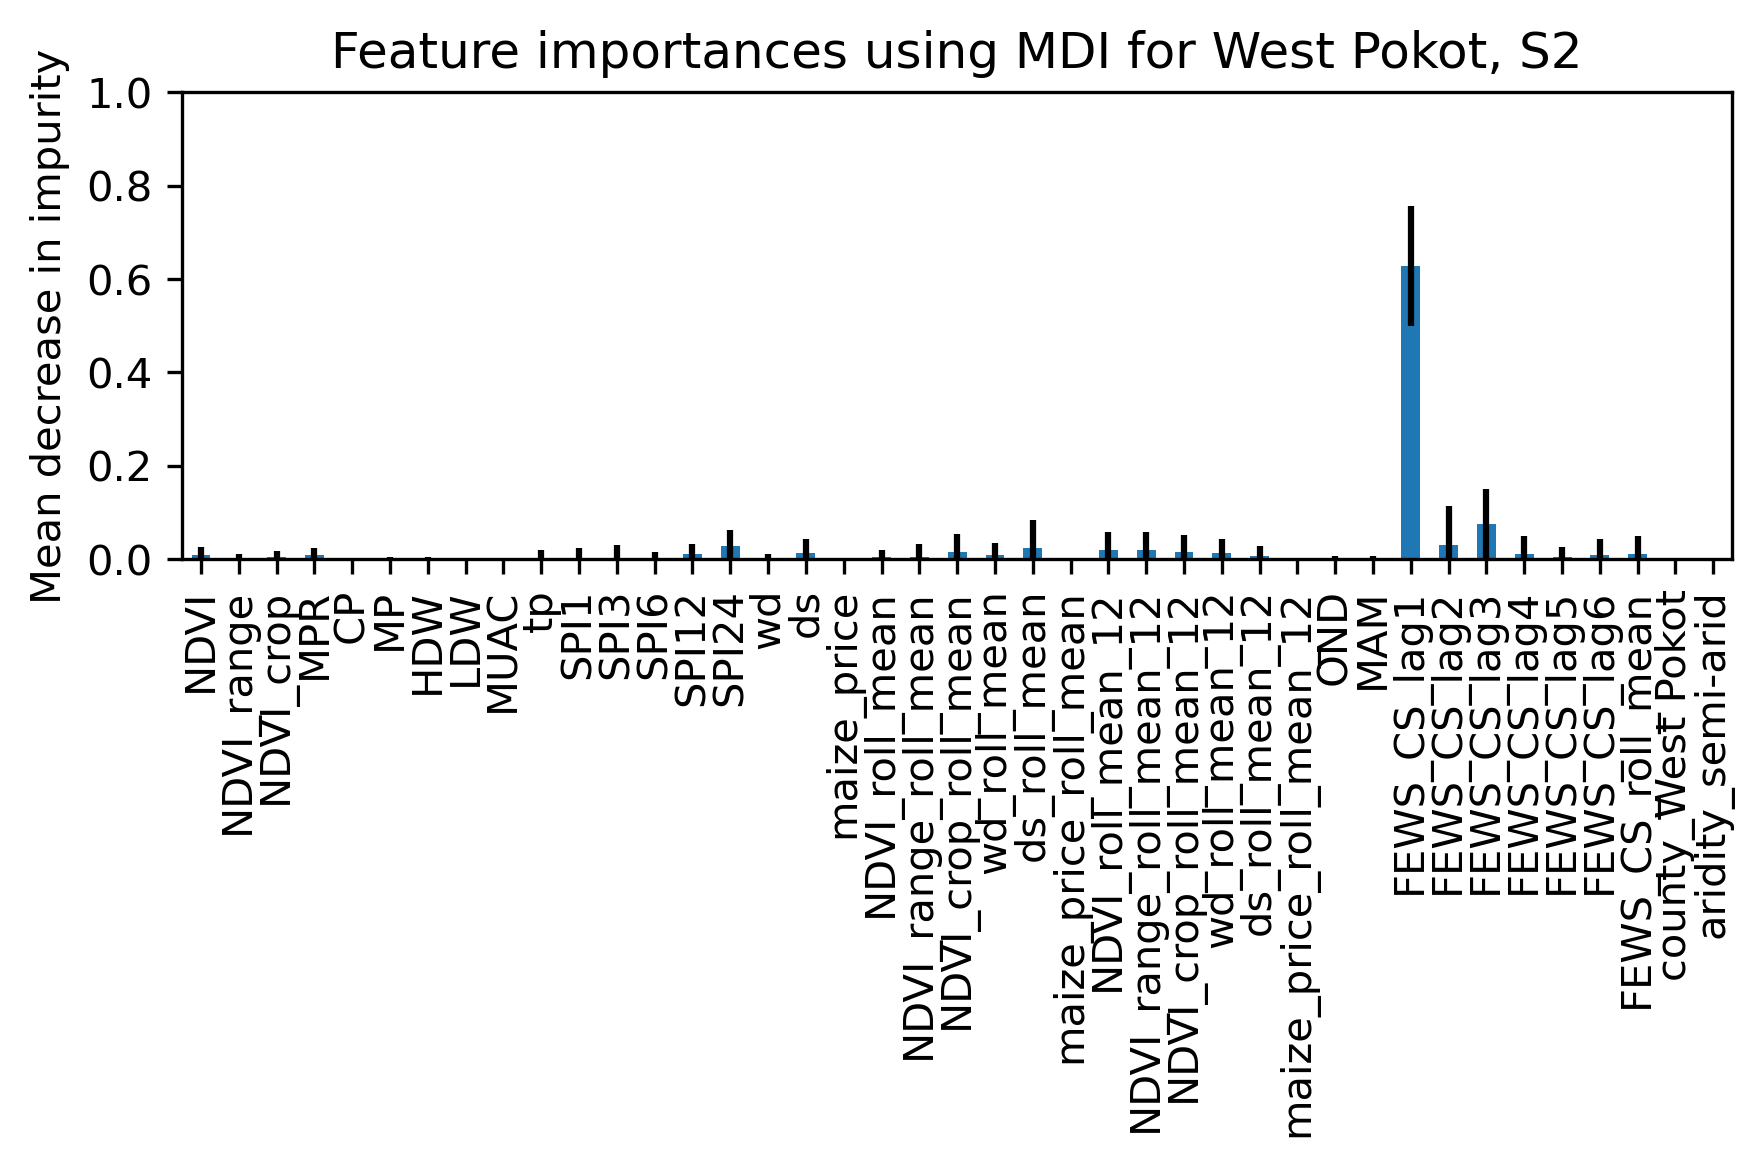 Feature importances using MDI for West Pokot, S2
Mean decrease in impurity
1.0
0.8
0.6
0.4
0.2
0.0
NDVI
NDVI_range
NDVI_crop
MPR
CP
MP
HDW
LDW
MUAC
tp
SPI1
SPI3
SPI6
SPI12
SPI24
wd
ds
maize_price
NDVI_roll_mean
NDVI_range_roll_mean
NDVI_crop_roll_mean
wd_roll_mean
ds_roll_mean
maize_price_roll_mean
NDVI_roll_mean_12
NDVI_range_roll_mean_12
NDVI_crop_roll_mean_12
wd_roll_mean_12
ds_roll_mean_12
maize_price_roll_mean_12
OND
MAM
FEWS_CS_lag1
FEWS_CS_lag2
FEWS_CS_lag3
FEWS_CS_lag4
FEWS_CS_lag5
FEWS_CS_lag6
FEWS_CS_roll_mean
county_West Pokot
aridity_semi-arid